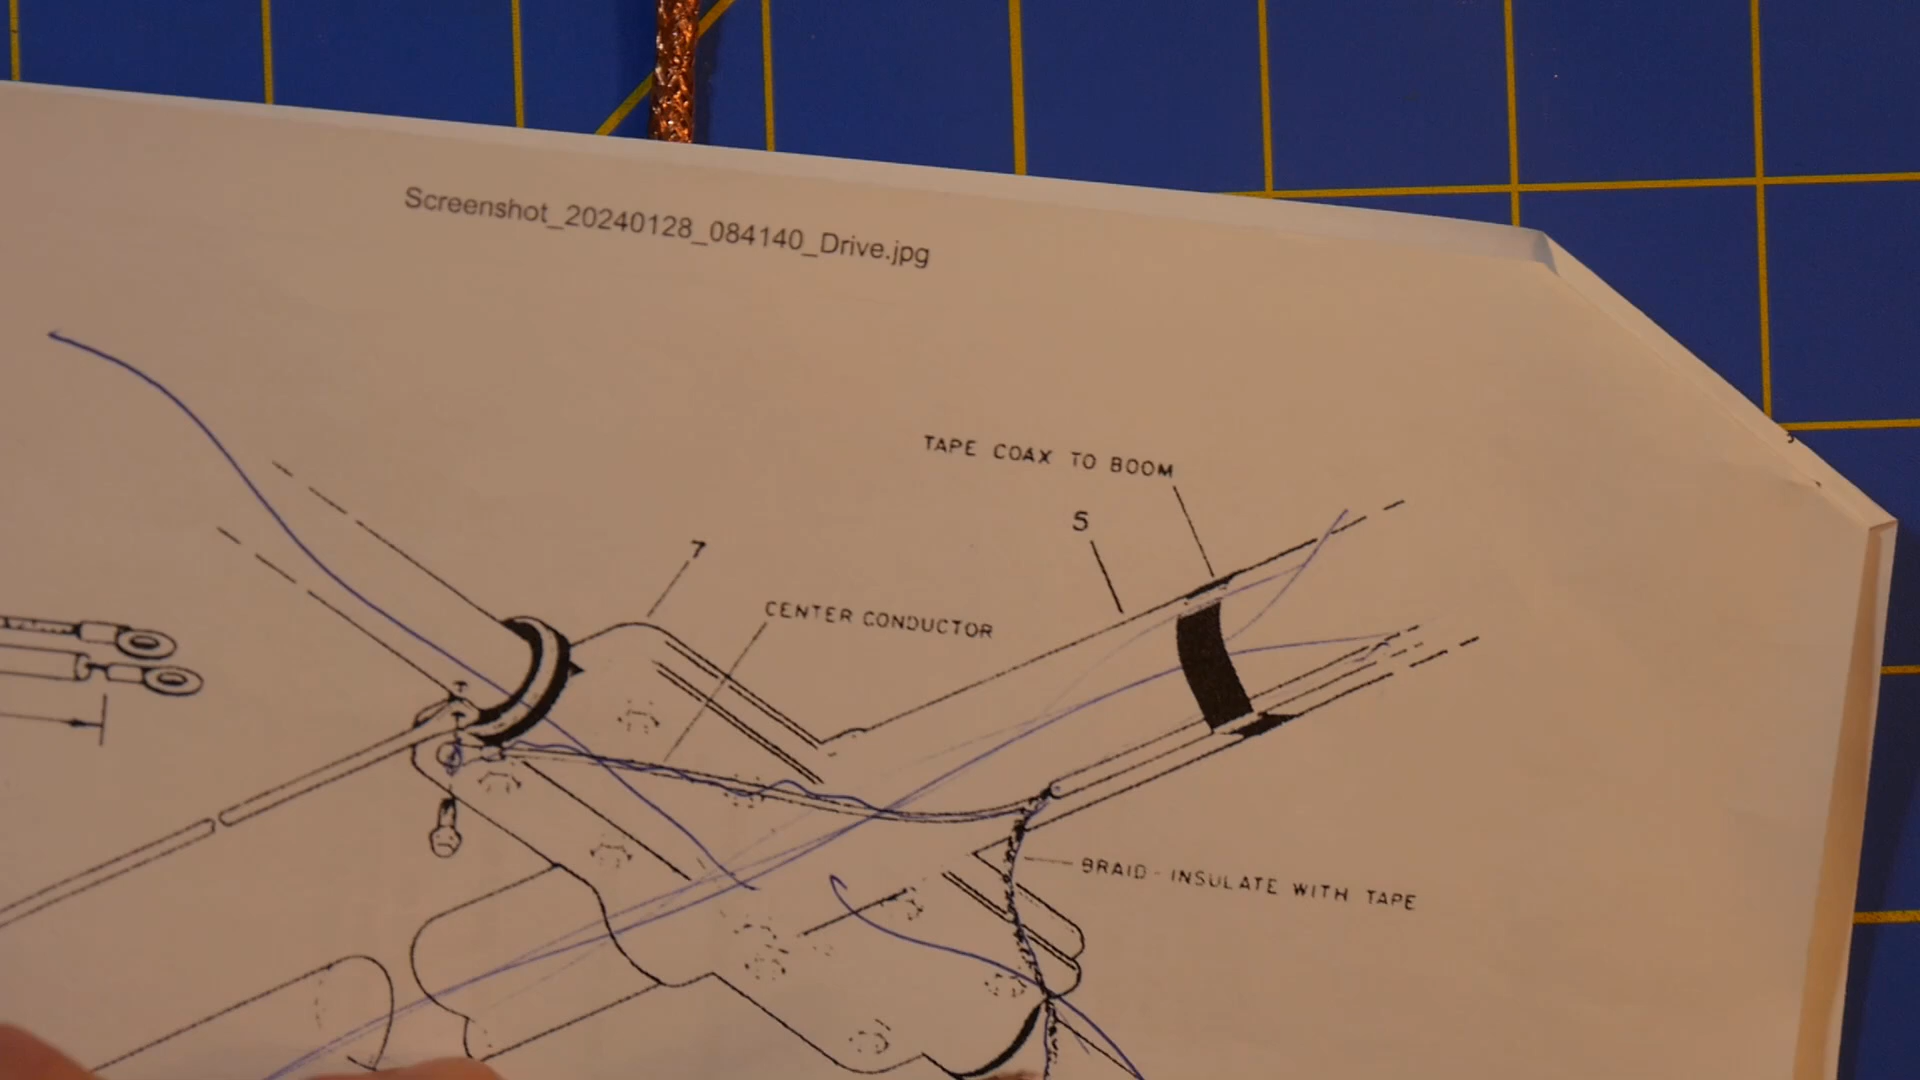 Screenshot_20240128_084140_Drive.jpg
TAPE COAX TO BOOM
5
7
CENTER CONDUCTOR
BRAID - INSULATE WITH TAPE